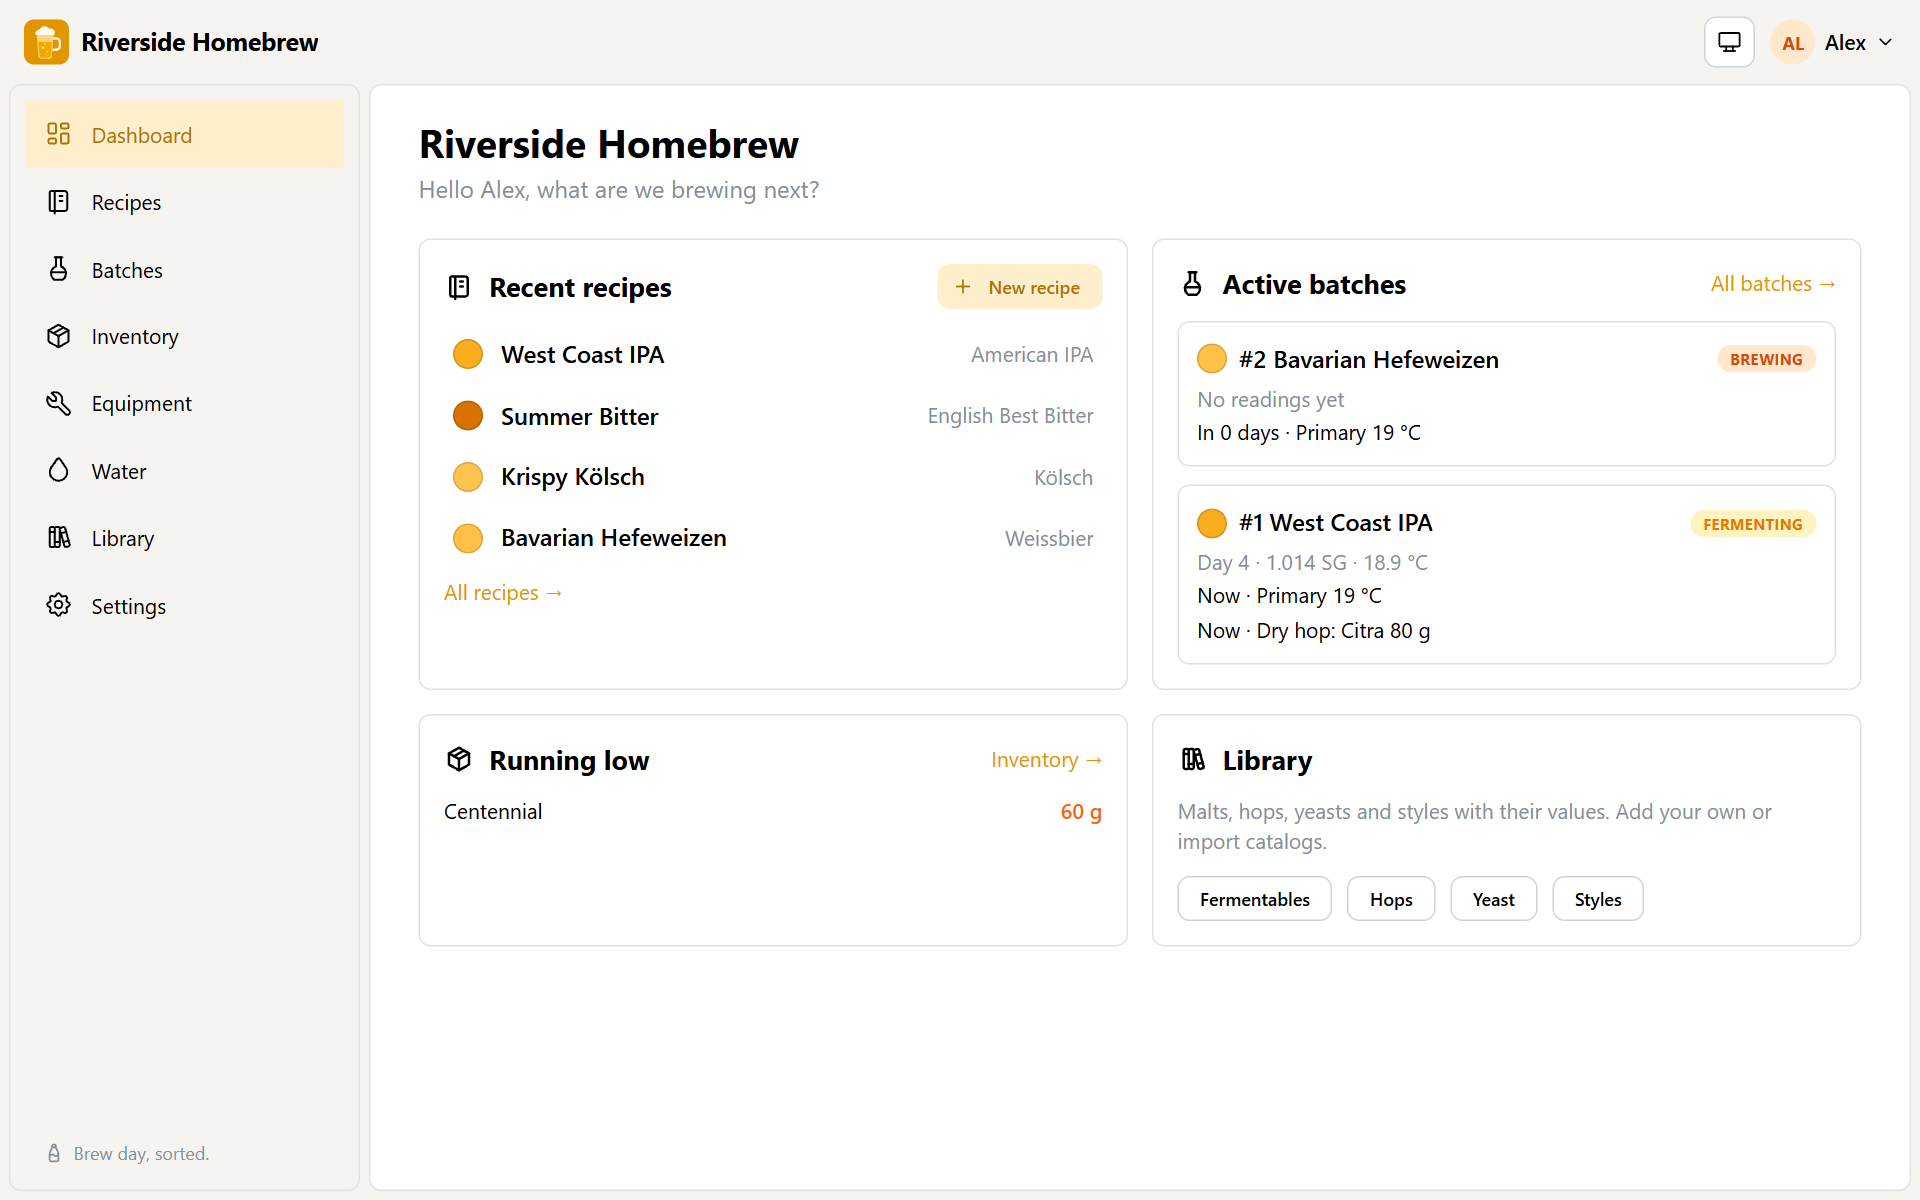 Riverside Homebrew
AL Alex
Dashboard
Recipes
Batches
Inventory
Equipment
Water
Library
Settings
Brew day, sorted.
Riverside Homebrew
Hello Alex, what are we brewing next?
Recent recipes
+ New recipe
West Coast IPA American IPA
Summer Bitter English Best Bitter
Krispy Kölsch Kölsch
Bavarian Hefeweizen Weissbier
All recipes →
Active batches
All batches →
#2 Bavarian Hefeweizen BREWING
No readings yet
In 0 days · Primary 19 °C
#1 West Coast IPA FERMENTING
Day 4 · 1.014 SG · 18.9 °C
Now · Primary 19 °C
Now · Dry hop: Citra 80 g
Running low
Inventory →
Centennial 60 g
Library
Malts, hops, yeasts and styles with their values. Add your own or
import catalogs.
Fermentables Hops Yeast Styles